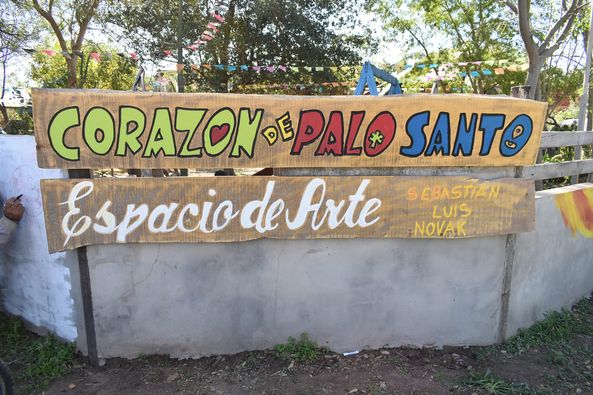 CORAZON DE PALO SANTO
Espacio de Arte
SEBASTIAN
LUIS
NOVAK